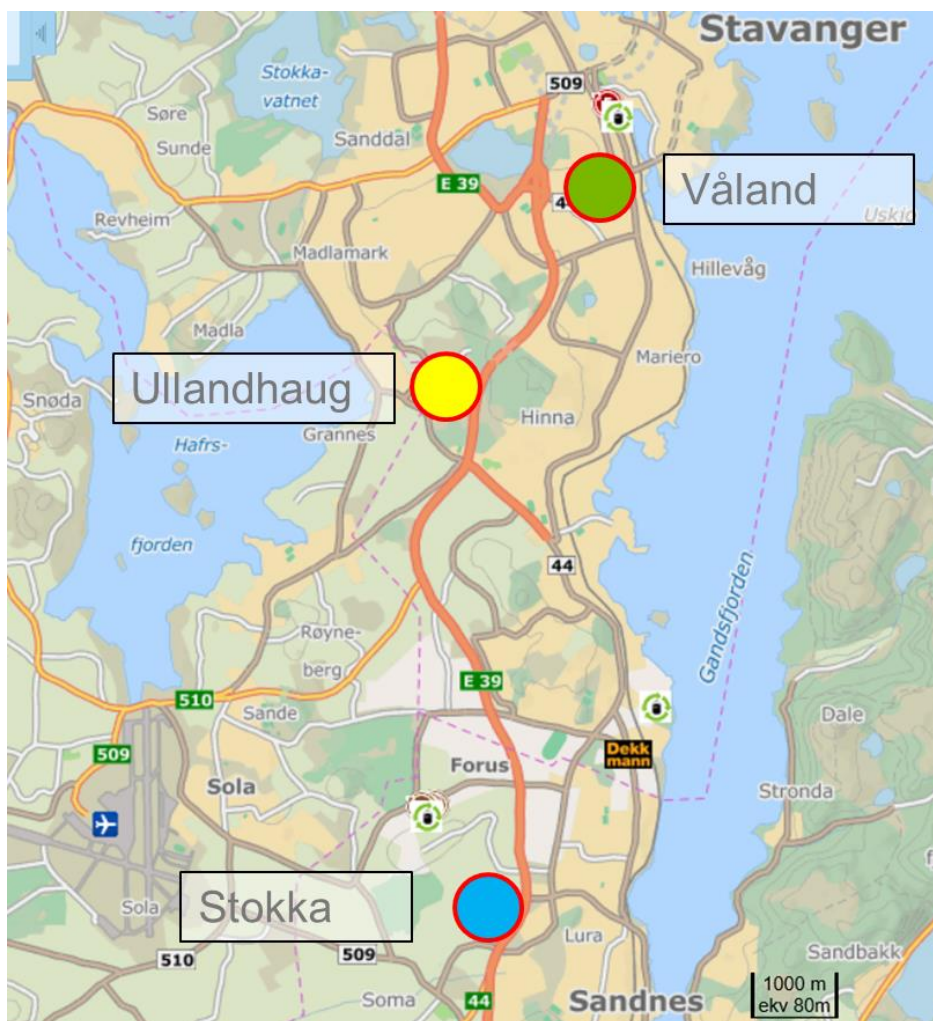 Stavanger
509
Stokka-
vatnet
Søre
Sunde
Sanddal
E 39
Våland
Revheim
Madlamark
Hillevåg
Madla
Mariero
Ullandhaug
Snøda
Hinna
Grannes
Hafrs-
fjorden
44
Gandsfjorden
Røyne-
berg
E 39
510
Sande
Dale
509
Dekk
mann
Forus
Sola
Stronda
Stokka
Sola
Lura
509
510
Sandbakk
Soma
44
Sandnes
1000 m
ekv 80m